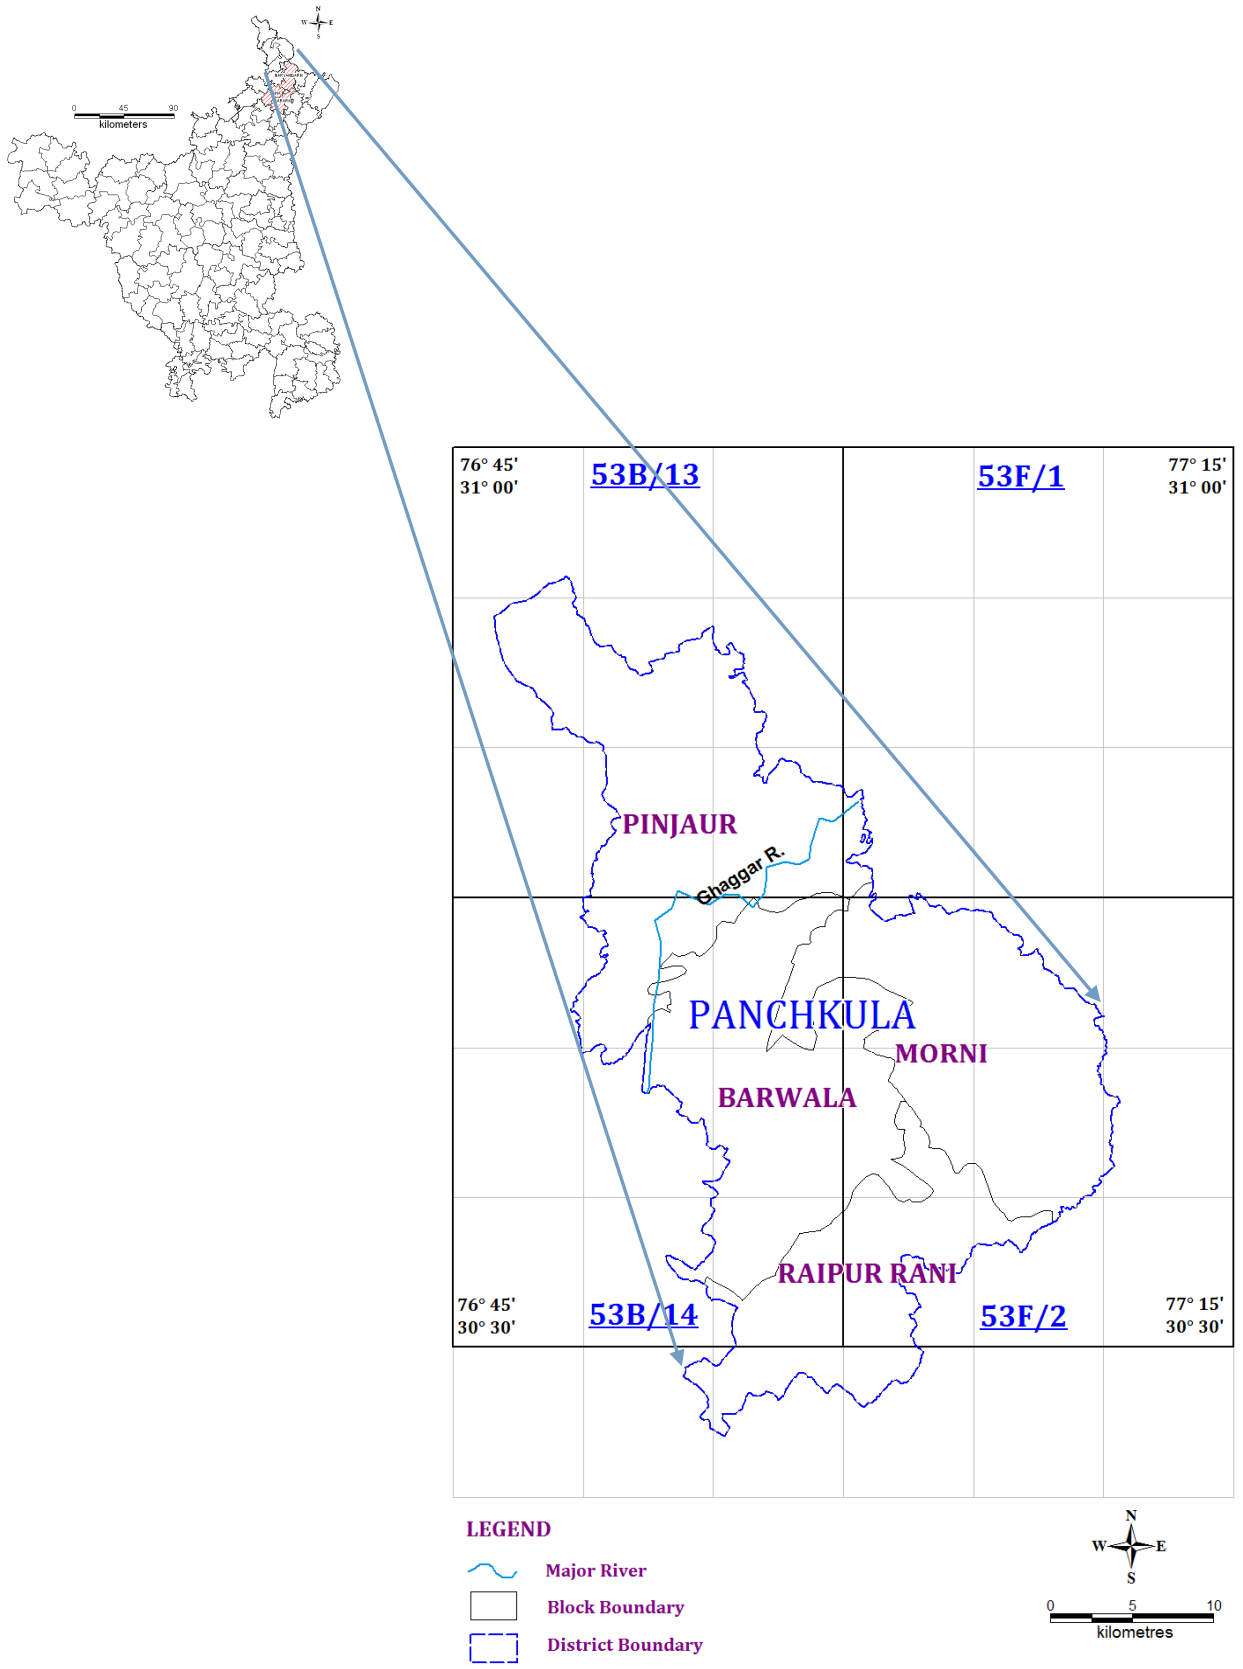 N
W E
S
0 45 90
kilometers
76° 45'
31° 00'
53B/13
53F/1
77° 15'
31° 00'
PINJAUR
Ghaggar R.
PANCHKULA
MORNI
BARWALA
RAIPUR RANI
76° 45'
30° 30'
53B/14
53F/2
77° 15'
30° 30'
LEGEND
Major River
Block Boundary
District Boundary
N
W E
S
0 5 10
kilometres